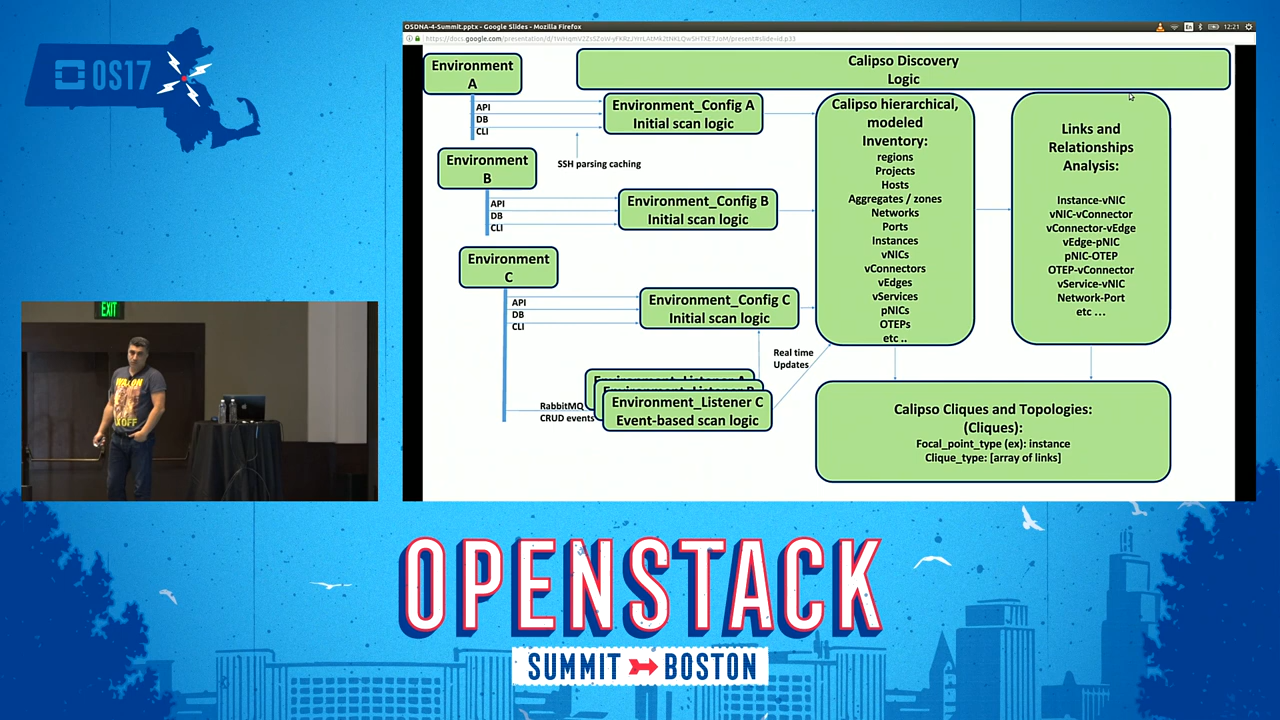 OS17
OSDNA-4-Summit.pptx - Google Slides - Mozilla Firefox
En
12:21
Environment
A
API
DB
CLI
SSH parsing caching
Environment_Config A
Initial scan logic
Environment
B
API
DB
CLI
Environment_Config B
Initial scan logic
Environment
C
API
DB
CLI
Environment_Config C
Initial scan logic
RabbitMQ
CRUD events
Environment_Listener C
Event-based scan logic
Real time
Updates
Calipso Discovery
Logic
Calipso hierarchical,
modeled
Inventory:
regions
Projects
Hosts
Aggregates / zones
Networks
Ports
Instances
vNICs
vConnectors
vEdges
vServices
pNICs
OTEPs
etc ..
Links and
Relationships
Analysis:
Instance-vNIC
vNIC-vConnector
vConnector-vEdge
vEdge-pNIC
pNIC-OTEP
OTEP-vConnector
vService-vNIC
Network-Port
etc ...
Calipso Cliques and Topologies:
(Cliques):
Focal_point_type (ex): instance
Clique_type: [array of links]
EXIT
OPENSTACK
SUMMIT BOSTON